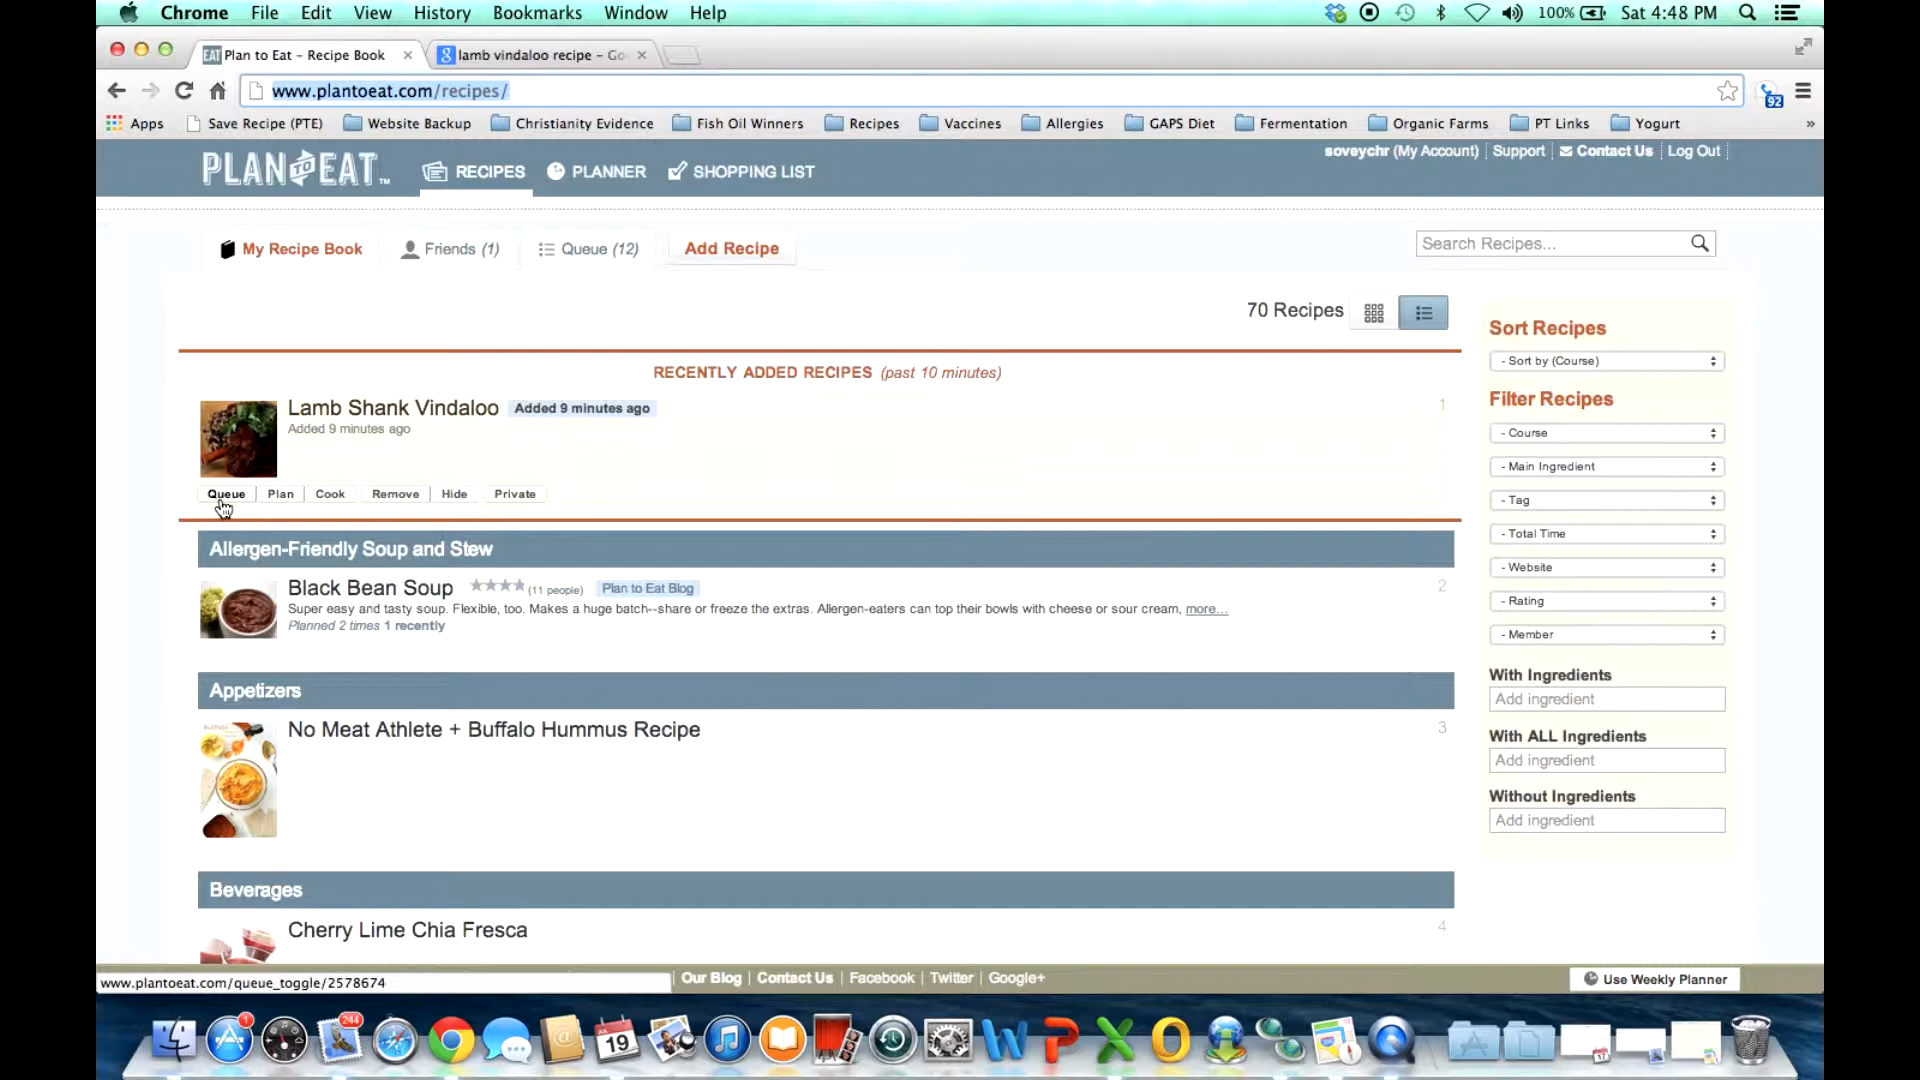 Chrome File Edit View History Bookmarks Window Help 100% Sat 4:48 PM
EAT Plan to Eat – Recipe Book 8 lamb vindaloo recipe – Go
www.plantoeat.com/recipes/ 92
Apps Save Recipe (PTE) Website Backup Christianity Evidence Fish Oil Winners Recipes Vaccines Allergies GAPS Diet Fermentation Organic Farms PT Links Yogurt »
soveychr (My Account) Support Contact Us Log Out
PLAN TO EAT™ RECIPES PLANNER SHOPPING LIST
My Recipe Book Friends (1) Queue (12) Add Recipe Search Recipes...
70 Recipes
Sort Recipes
- Sort by (Course)
RECENTLY ADDED RECIPES (past 10 minutes)
Filter Recipes
Lamb Shank Vindaloo Added 9 minutes ago 1
Added 9 minutes ago
- Course
- Main Ingredient
Queue Plan Cook Remove Hide Private
- Tag
- Total Time
Allergen-Friendly Soup and Stew
- Website
Black Bean Soup (11 people) Plan to Eat Blog 2
- Rating
Super easy and tasty soup. Flexible, too. Makes a huge batch--share or freeze the extras. Allergen-eaters can top their bowls with cheese or sour cream, more...
Planned 2 times 1 recently
- Member
With Ingredients
Add ingredient
Appetizers
No Meat Athlete + Buffalo Hummus Recipe 3
With ALL Ingredients
Add ingredient
Without Ingredients
Add ingredient
Beverages
Cherry Lime Chia Fresca 4
www.plantoeat.com/queue_toggle/2578674 Our Blog | Contact Us | Facebook | Twitter | Google+ Use Weekly Planner
1 244 JUL 19 17